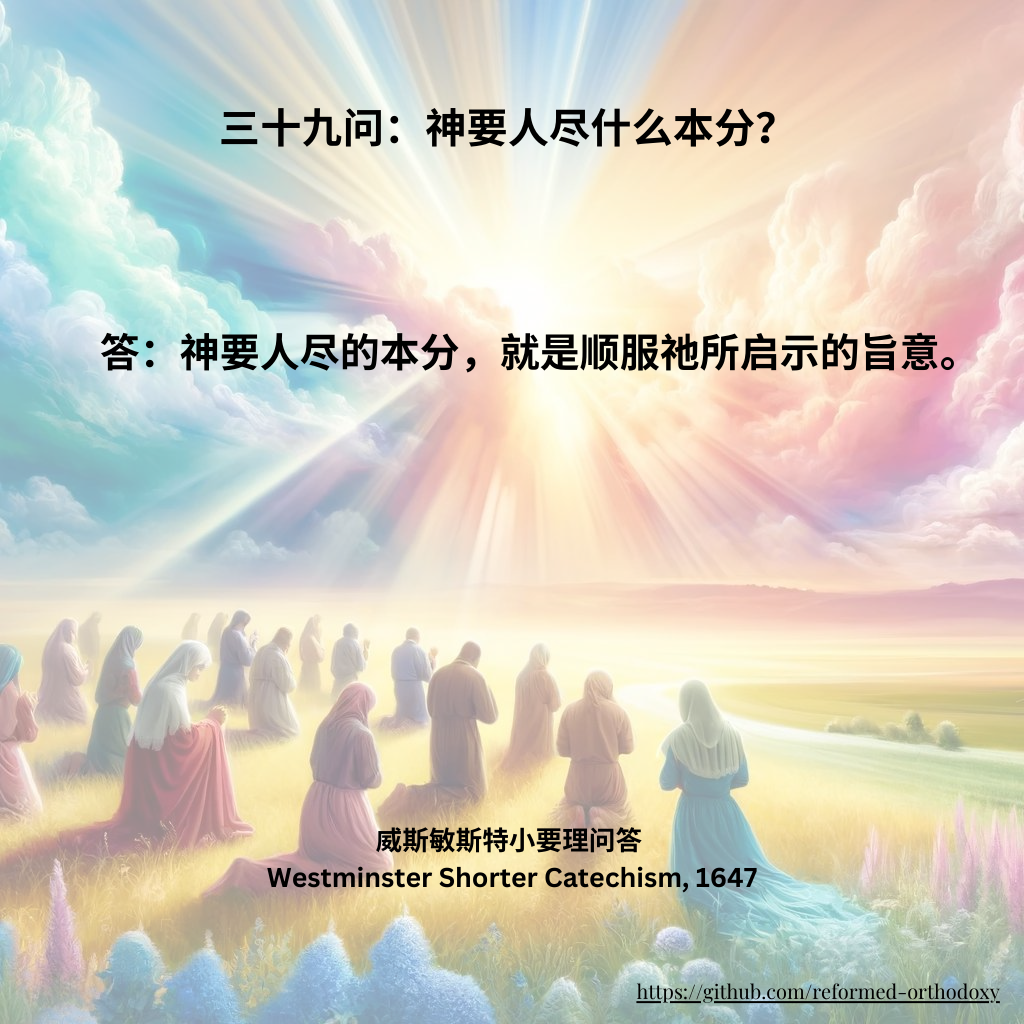 三十九问：神要人尽什么本分？
答：神要人尽的本分，就是顺服祂所启示的旨意。
威斯敏斯特小要理问答
Westminster Shorter Catechism, 1647
https://github.com/reformed-orthodoxy